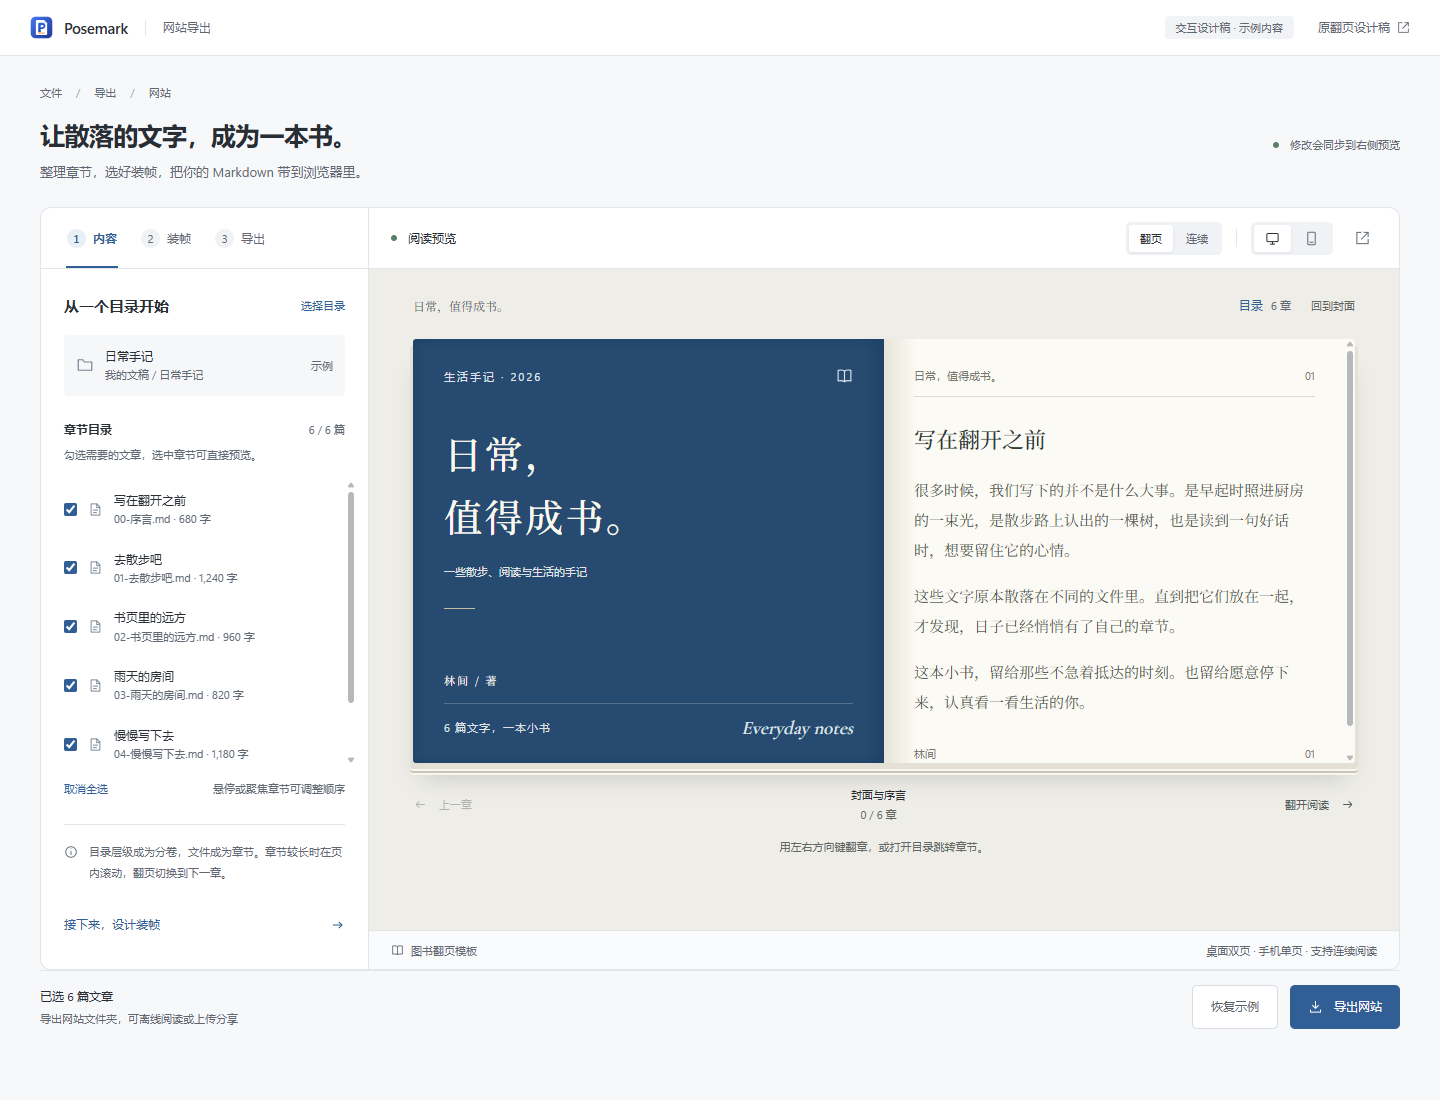 Posemark
网站导出
交互设计稿 · 示例内容
原翻页设计稿
文件 / 导出 / 网站
让散落的文字，成为一本书。
整理章节，选好装帧，把你的 Markdown 带到浏览器里。
修改会同步到右侧预览
1 内容
2 装帧
3 导出
从一个目录开始
选择目录
日常手记
我的文稿 / 日常手记
示例
章节目录
6 / 6 篇
勾选需要的文章，选中章节可直接预览。
写在翻开之前
00-序言.md · 680 字
去散步吧
01-去散步吧.md · 1,240 字
书页里的远方
02-书页里的远方.md · 960 字
雨天的房间
03-雨天的房间.md · 820 字
慢慢写下去
04-慢慢写下去.md · 1,180 字
取消全选
悬停或聚焦章节可调整顺序
目录层级成为分卷，文件成为章节。章节较长时在页
内滚动，翻页切换到下一章。
接下来，设计装帧
阅读预览
翻页
连续
日常，值得成书。
目录 6 章
回到封面
生活手记 · 2026
日常，
值得成书。
一些散步、阅读与生活的手记
林间 / 著
6 篇文字，一本小书
Everyday notes
日常，值得成书。
01
写在翻开之前
很多时候，我们写下的并不是什么大事。是早起时照进厨房
的一束光，是散步路上认出的一棵树，也是读到一句好话
时，想要留住它的心情。
这些文字原本散落在不同的文件里。直到把它们放在一起，
才发现，日子已经悄悄有了自己的章节。
这本小书，留给那些不急着抵达的时刻。也留给愿意停下
来，认真看一看生活的你。
林间
01
上一章
封面与序言
0 / 6 章
翻开阅读
用左右方向键翻章，或打开目录跳转章节。
图书翻页模板
桌面双页 · 手机单页 · 支持连续阅读
已选 6 篇文章
导出网站文件夹，可离线阅读或上传分享
恢复示例
导出网站